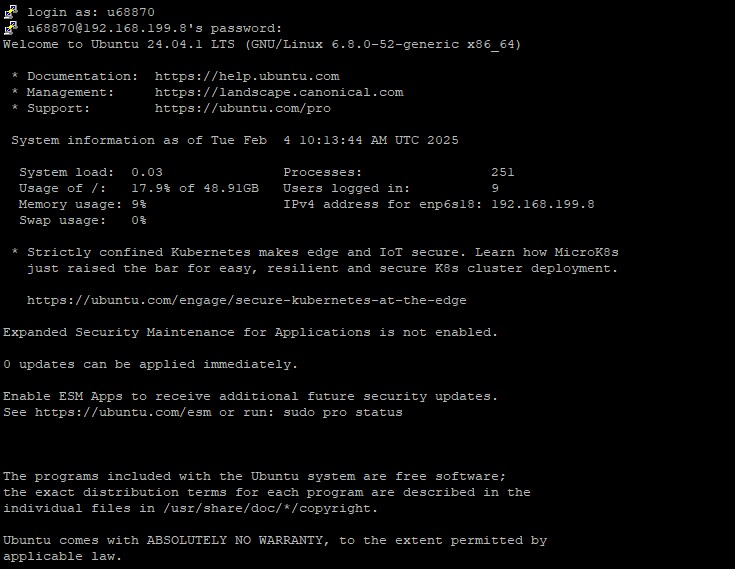 login as: u68870
u68870@192.168.199.8's password:
Welcome to Ubuntu 24.04.1 LTS (GNU/Linux 6.8.0-52-generic x86_64)
* Documentation:  https://help.ubuntu.com
* Management:     https://landscape.canonical.com
* Support:        https://ubuntu.com/pro
System information as of Tue Feb  4 10:13:44 AM UTC 2025
System load:  0.03               Processes:                251
Usage of /:   17.9% of 48.91GB   Users logged in:          9
Memory usage: 9%                 IPv4 address for enp6s18: 192.168.199.8
Swap usage:   0%
* Strictly confined Kubernetes makes edge and IoT secure. Learn how MicroK8s
just raised the bar for easy, resilient and secure K8s cluster deployment.
https://ubuntu.com/engage/secure-kubernetes-at-the-edge
Expanded Security Maintenance for Applications is not enabled.
0 updates can be applied immediately.
Enable ESM Apps to receive additional future security updates.
See https://ubuntu.com/esm or run: sudo pro status
The programs included with the Ubuntu system are free software;
the exact distribution terms for each program are described in the
individual files in /usr/share/doc/*/copyright.
Ubuntu comes with ABSOLUTELY NO WARRANTY, to the extent permitted by
applicable law.